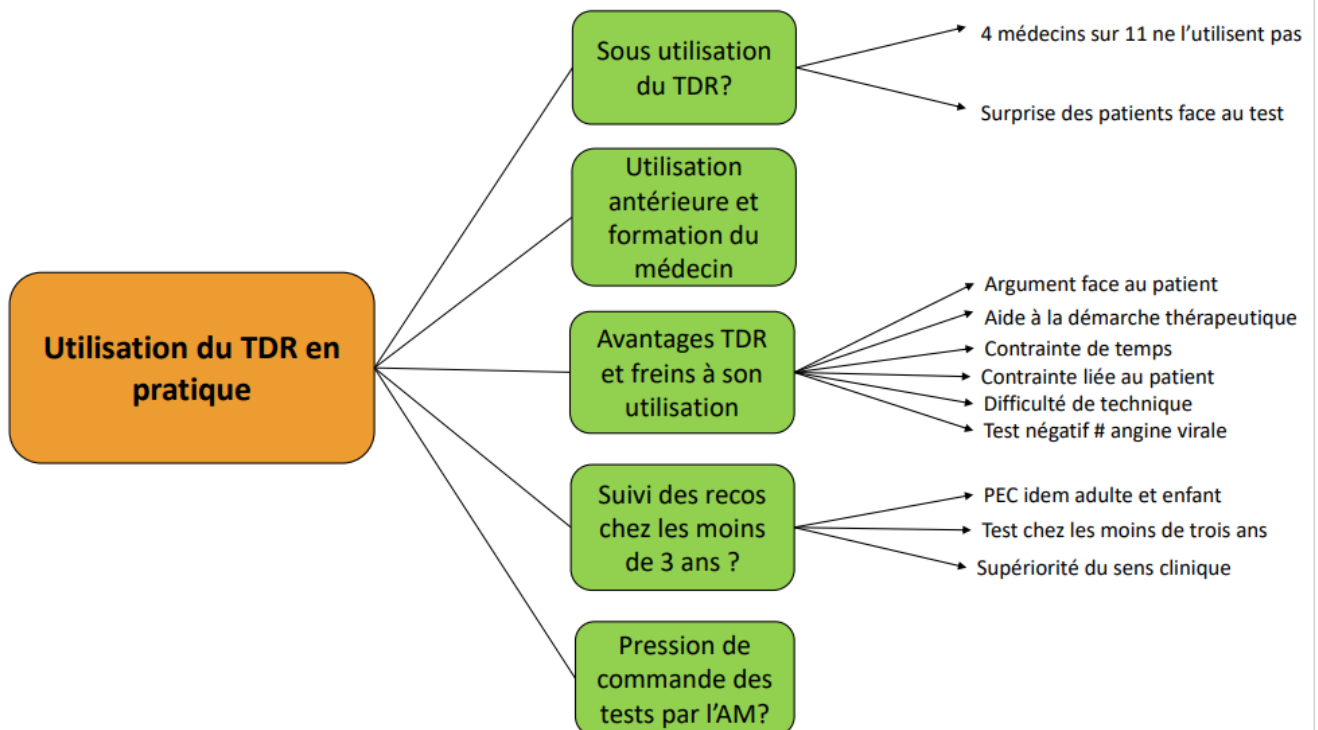 Utilisation du TDR en
pratique
Sous utilisation
du TDR?
4 médecins sur 11 ne l'utilisent pas
Surprise des patients face au test
Utilisation
antérieure et
formation du
médecin
Avantages TDR
et freins à son
utilisation
Argument face au patient
Aide à la démarche thérapeutique
Contrainte de temps
Contrainte liée au patient
Difficulté de technique
Test négatif # angine virale
Suivi des recos
chez les moins
de 3 ans ?
PEC idem adulte et enfant
Test chez les moins de trois ans
Supériorité du sens clinique
Pression de
commande des
tests par l'AM?